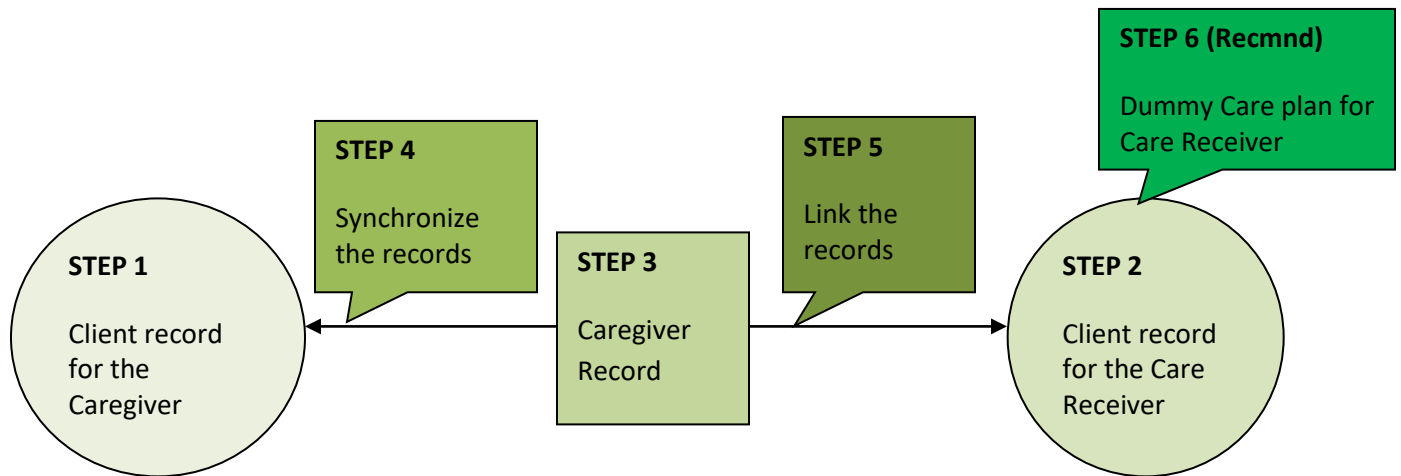 STEP 1
Client record
for the
Caregiver
STEP 4
Synchronize
the records
STEP 3
Caregiver
Record
STEP 5
Link the
records
STEP 6 (Recmnd)
Dummy Care plan for
Care Receiver
STEP 2
Client record
for the Care
Receiver